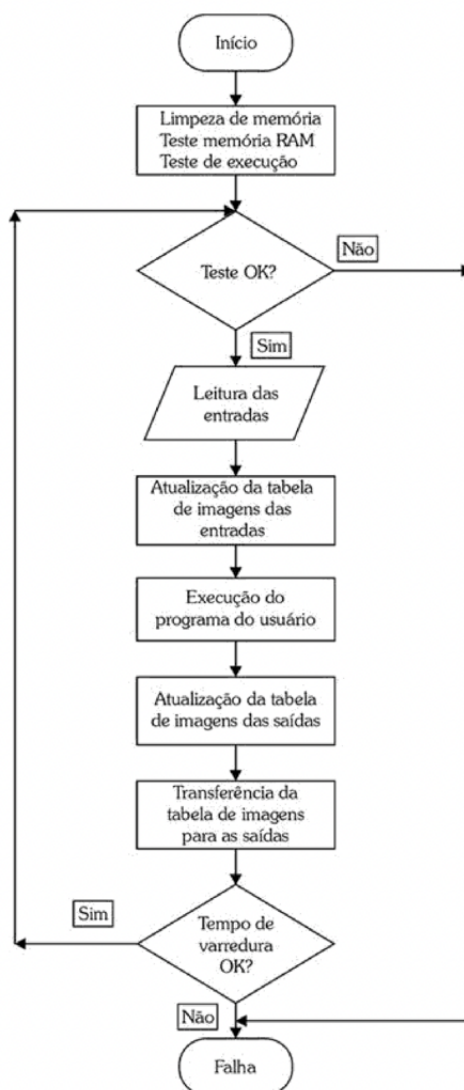 Início
Limpeza de memória
Teste memória RAM
Teste de execução
Teste OK?
Não
Sim
Leitura das
entradas
Atualização da tabela
de imagens das
entradas
Execução do
programa do usuário
Atualização da tabela
de imagens das saídas
Transferência da
tabela de imagens
para as saídas
Sim
Tempo de
varredura
OK?
Não
Falha